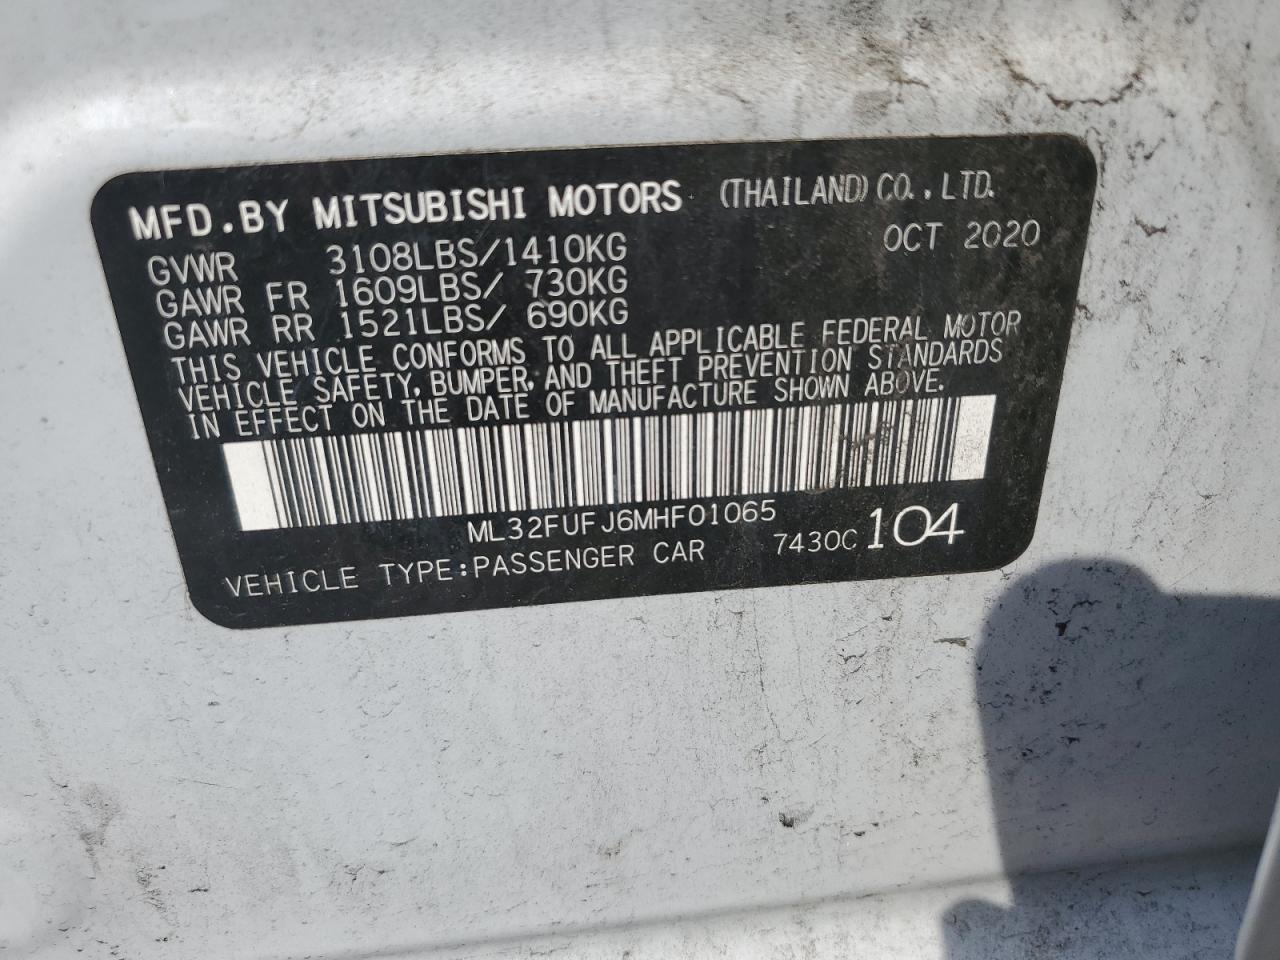 MFD.BY MITSUBISHI MOTORS (THAILAND) CO.,LTD.
GVWR 3108LBS/1410KG OCT 2020
GAWR FR 1609LBS/ 730KG
GAWR RR 1521LBS/ 690KG
THIS VEHICLE CONFORMS TO ALL APPLICABLE FEDERAL MOTOR
VEHICLE SAFETY, BUMPER, AND THEFT PREVENTION STANDARDS
IN EFFECT ON THE DATE OF MANUFACTURE SHOWN ABOVE.
ML32FUFJ6MHF01065
VEHICLE TYPE:PASSENGER CAR 7430C 104